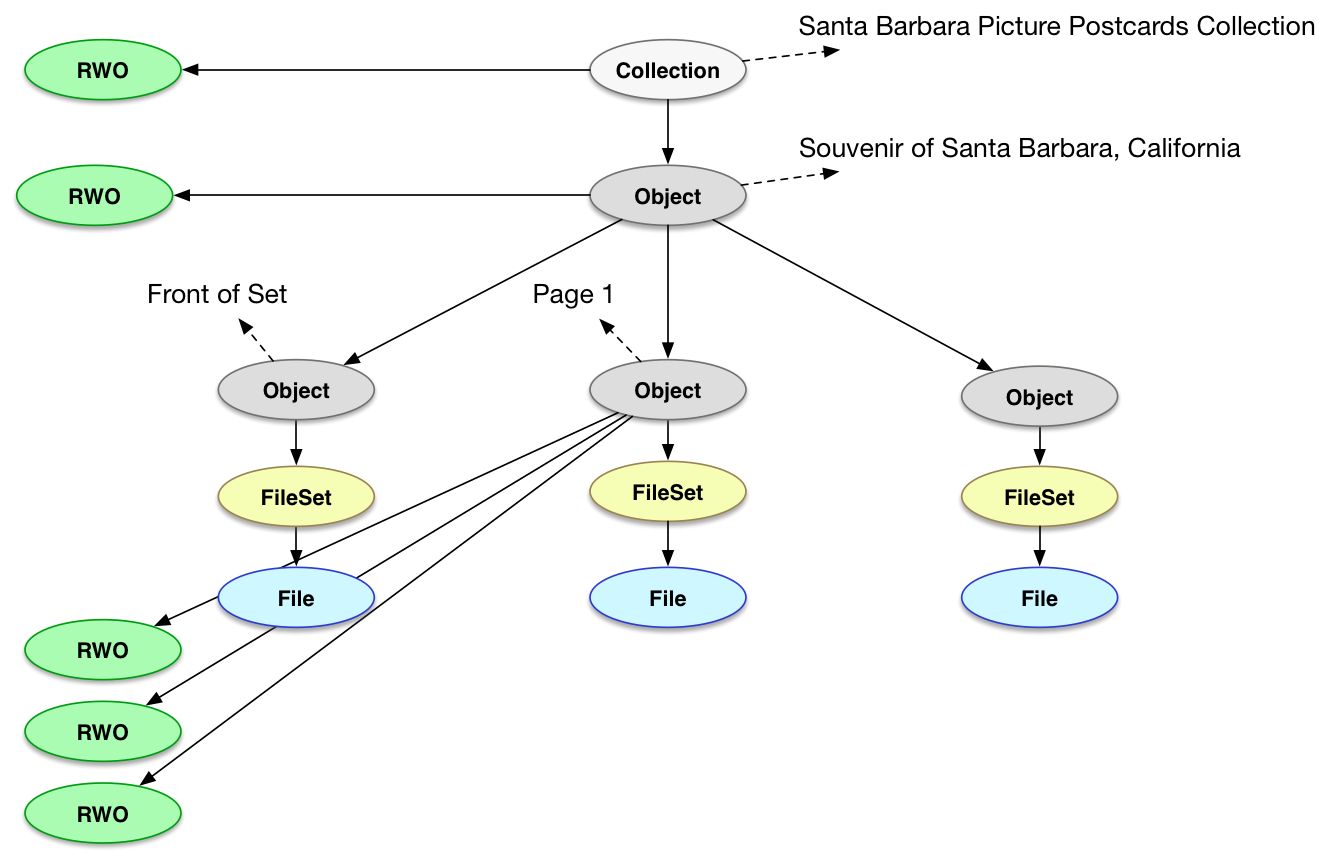 Santa Barbara Picture Postcards Collection
RWO
Collection
Souvenir of Santa Barbara, California
RWO
Object
Front of Set
Page 1
Object
Object
Object
FileSet
FileSet
FileSet
File
File
File
RWO
RWO
RWO